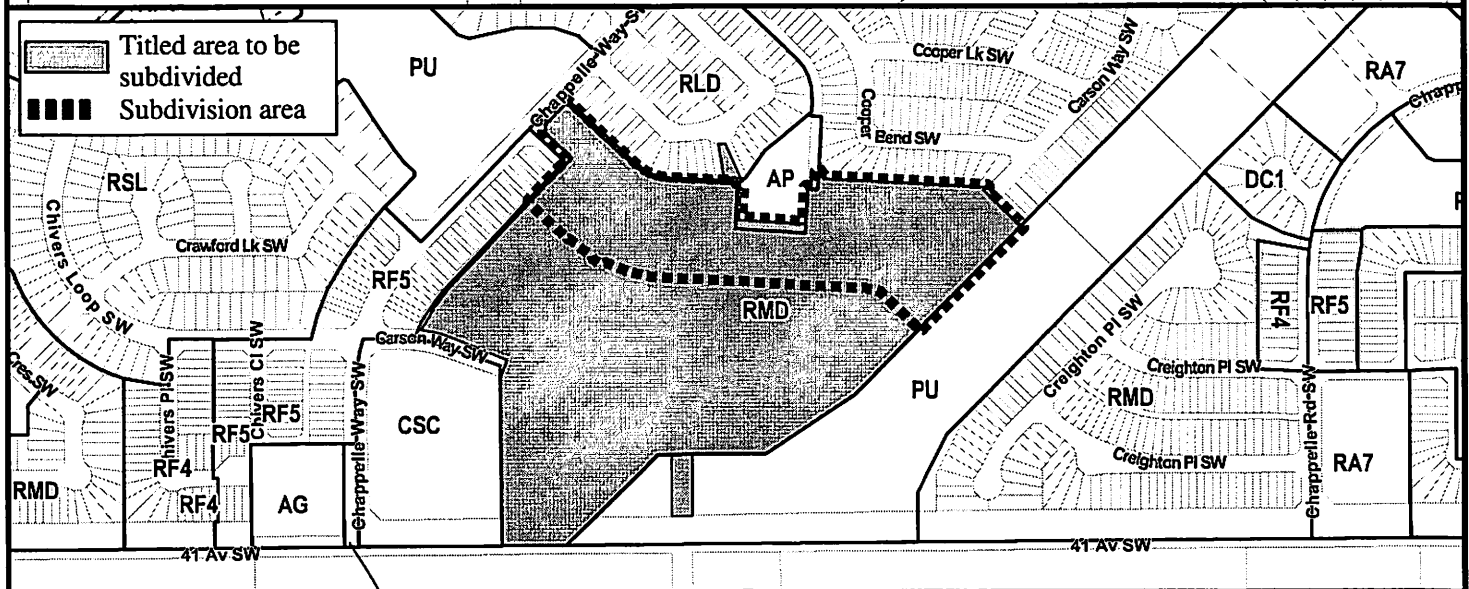 Titled area to be
subdivided
Subdivision area
PU
Chappelle-Way-S
RLD
Cooper Lk SW
Carson Way SW
RA7
Cooper
Bend SW
AP
DC1
RSL
Chivers Loop SW
Crawford Lk SW
RF5
RMD
RF4
RF5
Creighton Pl SW
Carson-Way-SW
Cres SW
hivers Pl SW
Chivers Cl SW
Chappelle-Way SW
PU
Creighton Pl SW
RMD
Chappelle-Rd-SW
RF5
CSC
RF5
RF4
Creighton Pl SW
RA7
RMD
RF4
AG
41 Av SW
41 Av SW